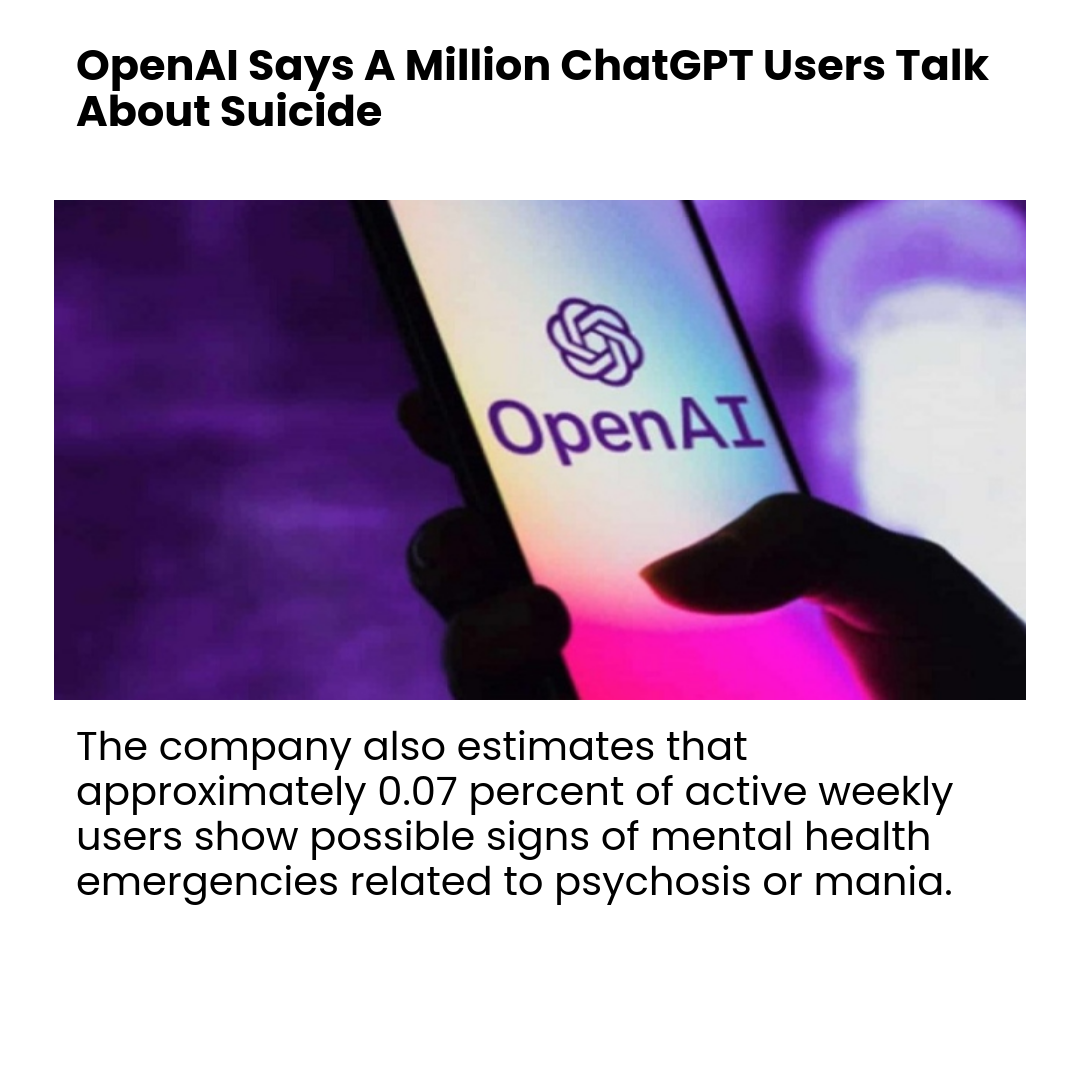 OpenAI Says A Million ChatGPT Users Talk
About Suicide
OpenAI
The company also estimates that
approximately 0.07 percent of active weekly
users show possible signs of mental health
emergencies related to psychosis or mania.